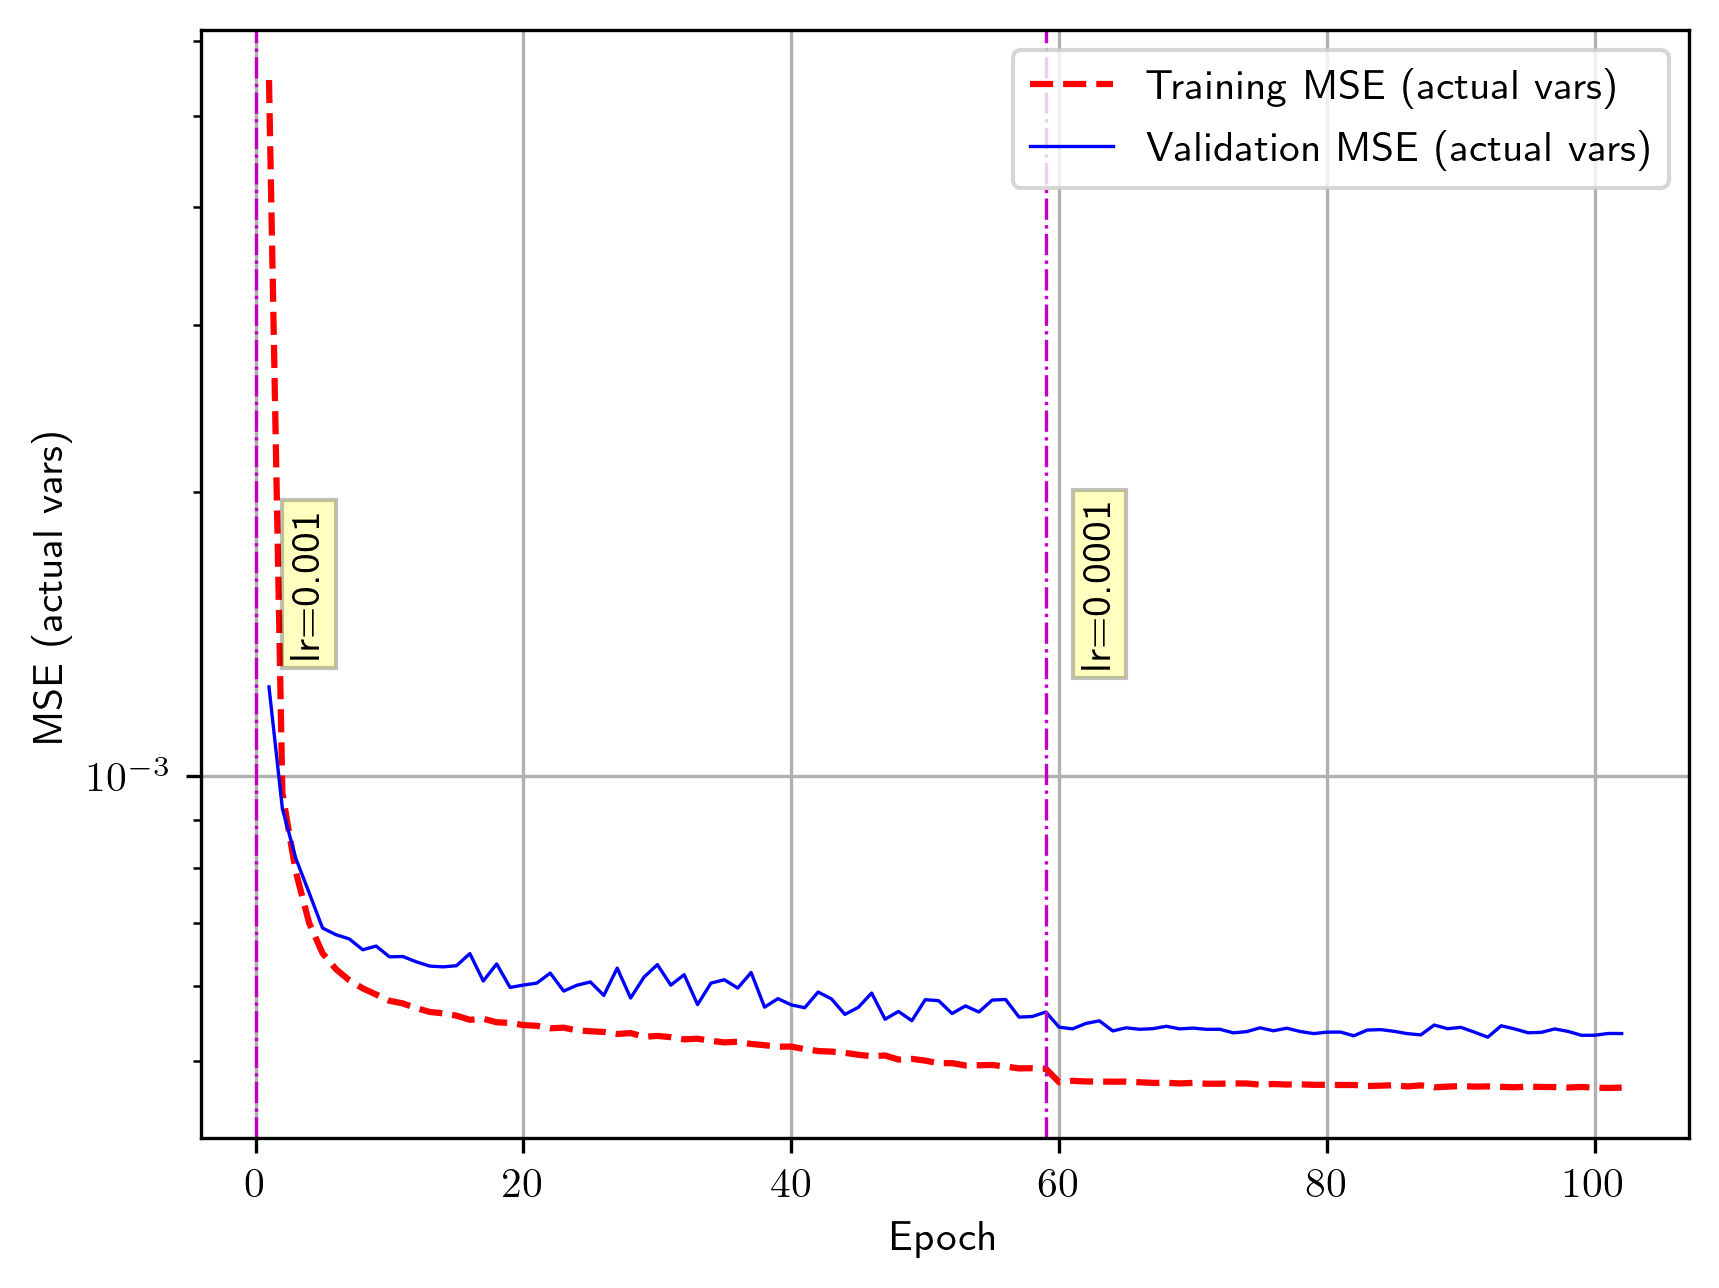 Training MSE (actual vars)
Validation MSE (actual vars)
MSE (actual vars)
10⁻³
lr=0.001
lr=0.0001
0 20 40 60 80 100
Epoch